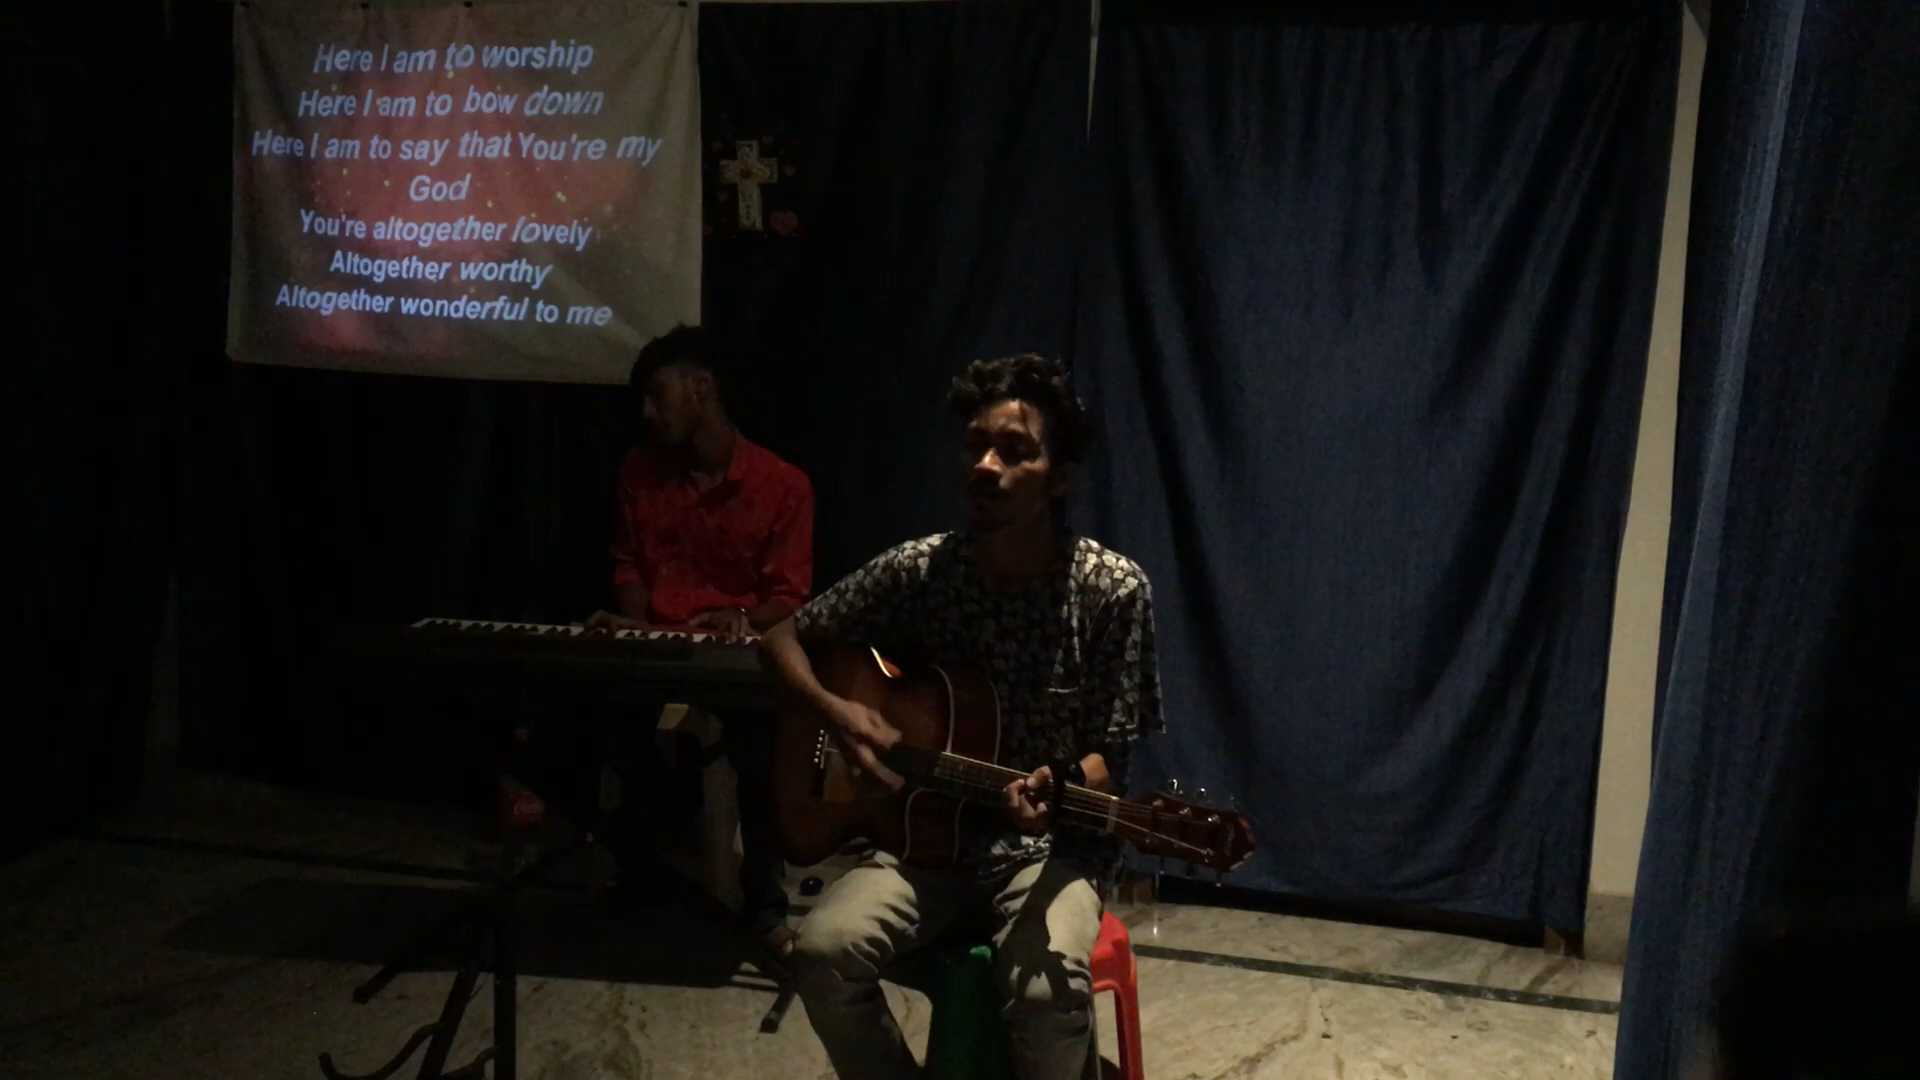 Here I am to worship
Here I am to bow down
Here I am to say that You're my
God
You're altogether lovely
Altogether worthy
Altogether wonderful to me